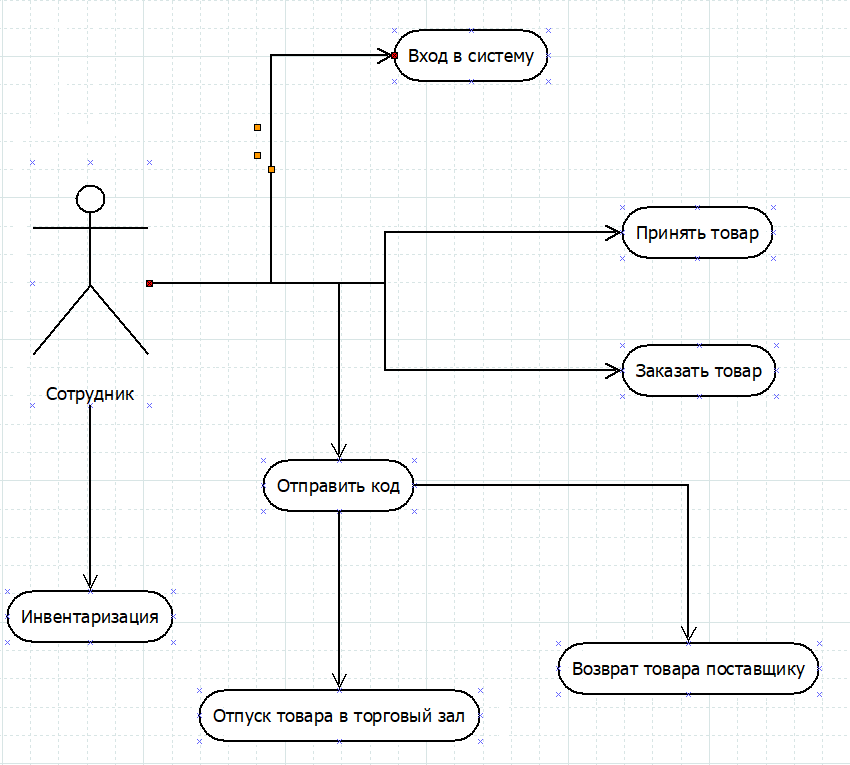 Вход в систему
Принять товар
Заказать товар
Сотрудник
Отправить код
Инвентаризация
Возврат товара поставщику
Отпуск товара в торговый зал